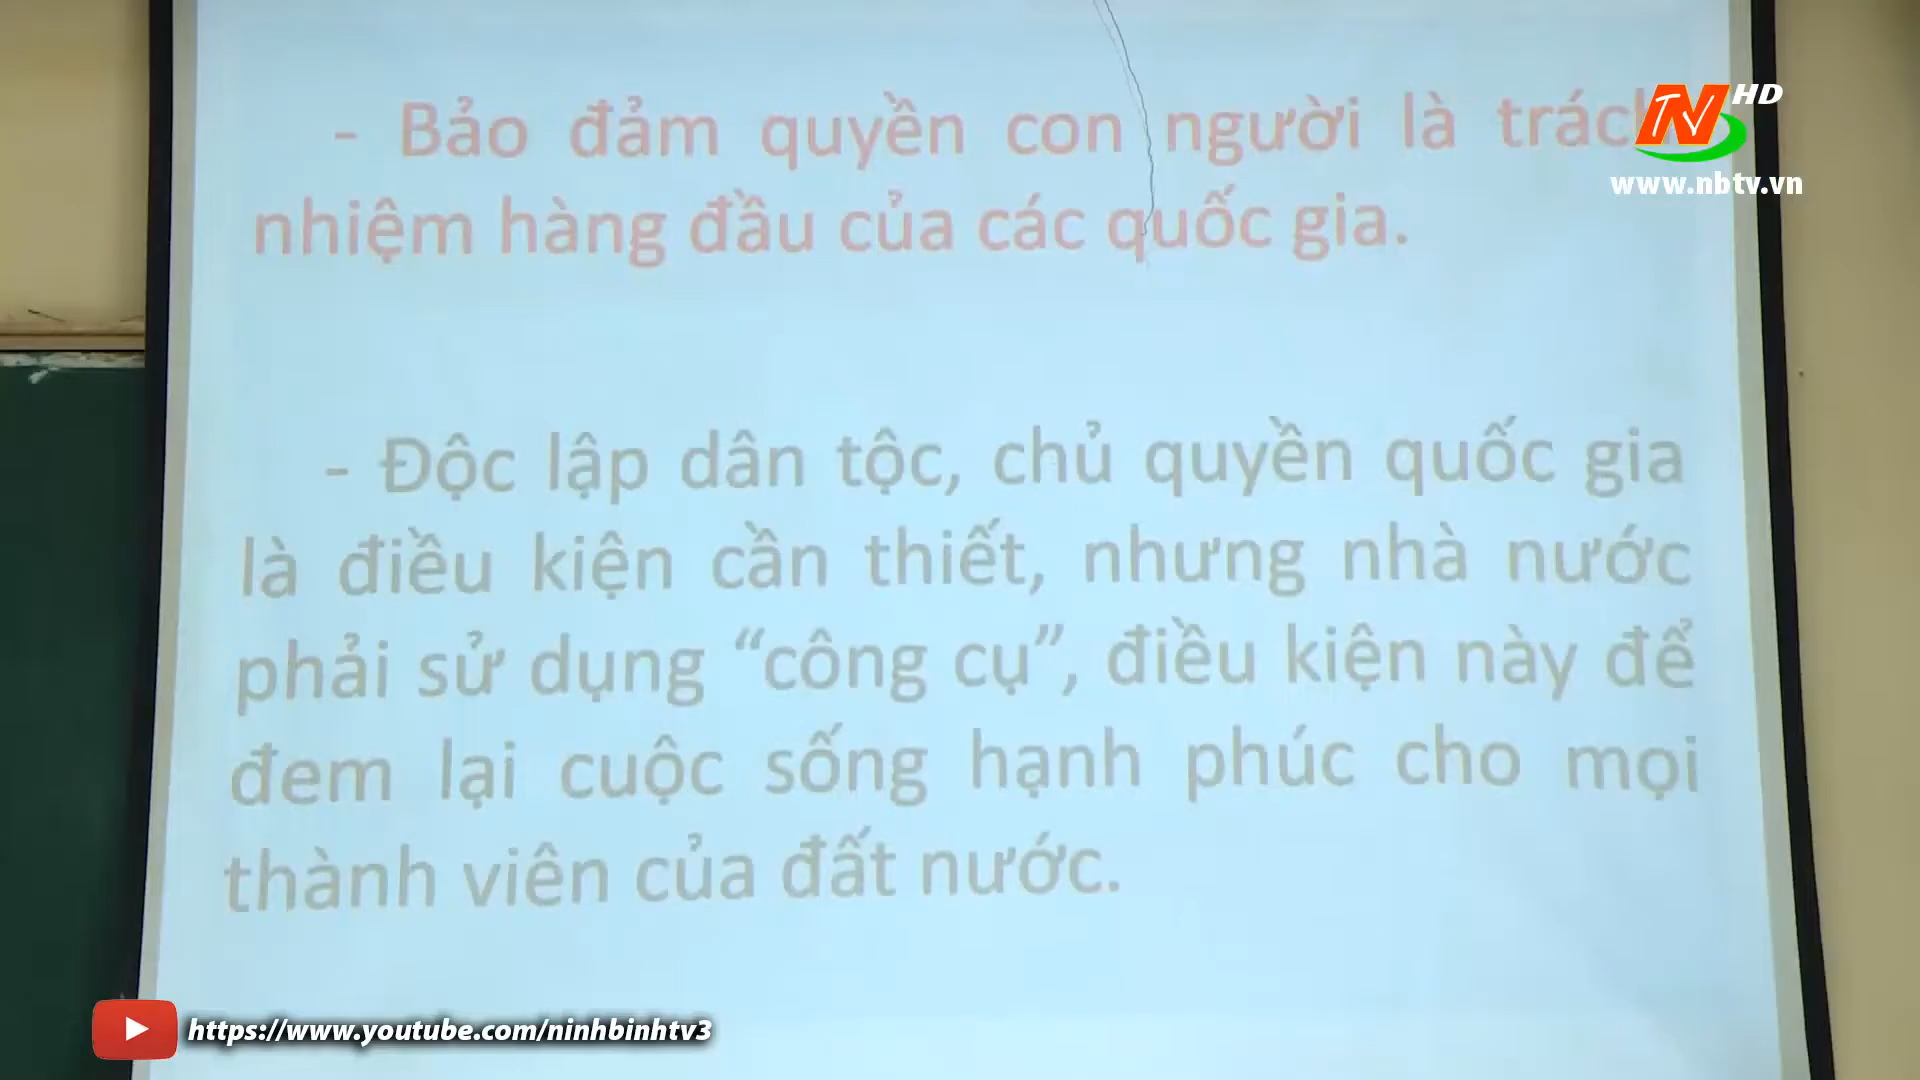 - Bảo đảm quyền con người là trách
nhiệm hàng đầu của các quốc gia.
- Độc lập dân tộc, chủ quyền quốc gia
là điều kiện cần thiết, nhưng nhà nước
phải sử dụng “công cụ”, điều kiện này để
đem lại cuộc sống hạnh phúc cho mọi
thành viên của đất nước.
NTV HD
www.nbtv.vn
https://www.youtube.com/ninhbinhtv3